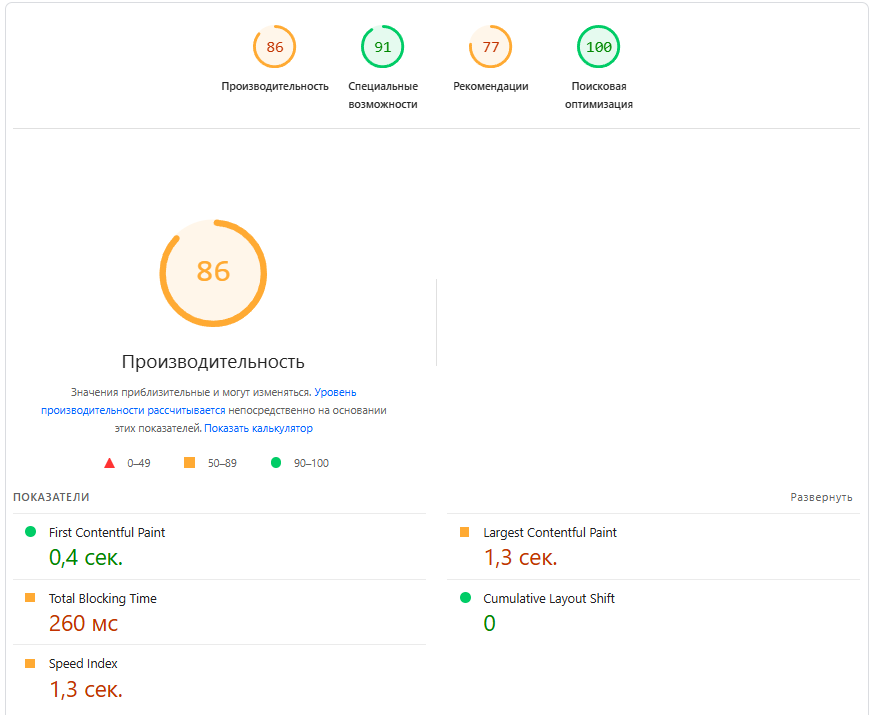 86
91
77
100
Производительность
Специальные
возможности
Рекомендации
Поисковая
оптимизация
86
Производительность
Значения приблизительные и могут изменяться. Уровень
производительности рассчитывается непосредственно на основании
этих показателей. Показать калькулятор
0–49
50–89
90–100
ПОКАЗАТЕЛИ
Развернуть
First Contentful Paint
0,4 сек.
Largest Contentful Paint
1,3 сек.
Total Blocking Time
260 мс
Cumulative Layout Shift
0
Speed Index
1,3 сек.